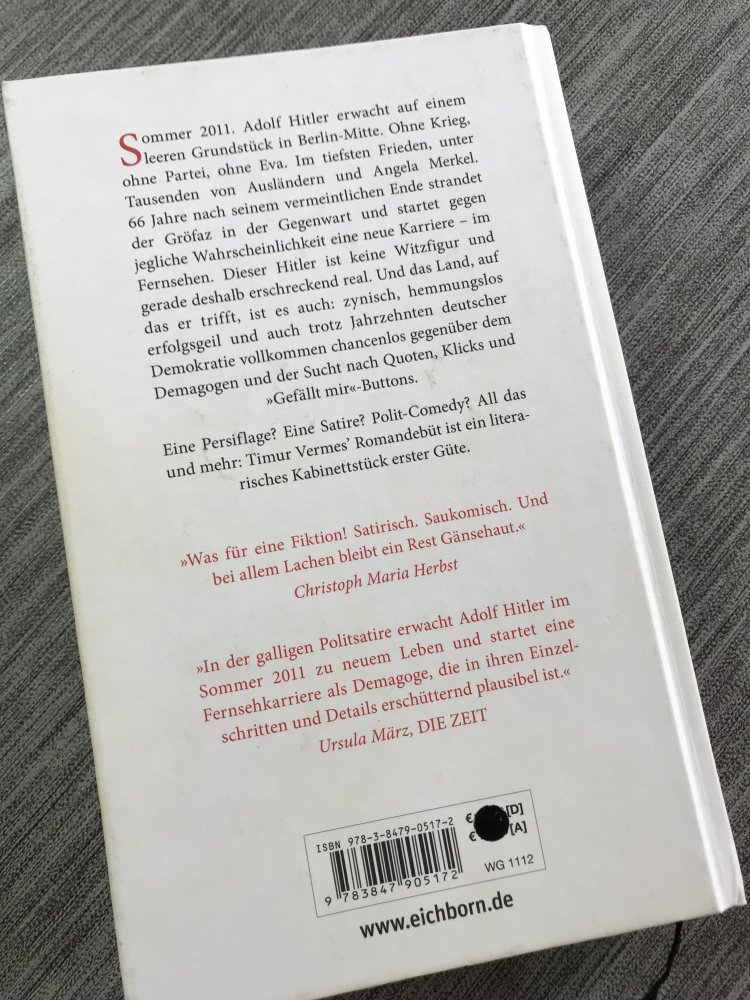 Sommer 2011. Adolf Hitler erwacht auf einem
leeren Grundstück in Berlin-Mitte. Ohne Krieg,
ohne Partei, ohne Eva. Im tiefsten Frieden, unter
Tausenden von Ausländern und Angela Merkel.
66 Jahre nach seinem vermeintlichen Ende strandet
der Gröfaz in der Gegenwart und startet gegen
jegliche Wahrscheinlichkeit eine neue Karriere – im
Fernsehen. Dieser Hitler ist keine Witzfigur und
gerade deshalb erschreckend real. Und das Land, auf
das er trifft, ist es auch: zynisch, hemmungslos
erfolgsgeil und auch trotz Jahrzehnten deutscher
Demokratie vollkommen chancenlos gegenüber dem
Demagogen und der Sucht nach Quoten, Klicks und
»Gefällt mir«-Buttons.
Eine Persiflage? Eine Satire? Polit-Comedy? All das
und mehr: Timur Vermes’ Romandebüt ist ein litera-
risches Kabinettstück erster Güte.
»Was für eine Fiktion! Satirisch. Saukomisch. Und
bei allem Lachen bleibt ein Rest Gänsehaut.«
Christoph Maria Herbst
»In der galligen Politsatire erwacht Adolf Hitler im
Sommer 2011 zu neuem Leben und startet eine
Fernsehkarriere als Demagoge, die in ihren Einzel-
schritten und Details erschütternd plausibel ist.«
Ursula März, DIE ZEIT
ISBN 978-3-8479-0517-2
€ [D]
€ [A]
WG 1112
9 783847 905172
www.eichborn.de